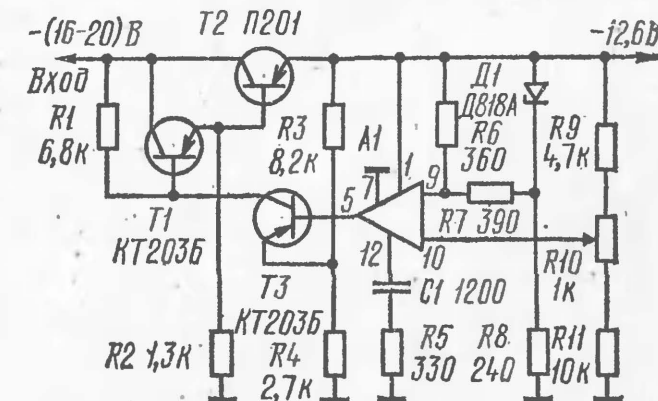 -(16-20)В
Т2 П201
-12,6В
Вход
R1
6,8к
R3
8,2к
А1
Д1
Д818А
R6
360
R9
4,7к
1
7
9
5
R7 390
12
10
Т1
КТ203Б
Т3
КТ203Б
С1 1200
R10
1к
R2 1,3к
R4
2,7к
R5
330
R8
240
R11
10к